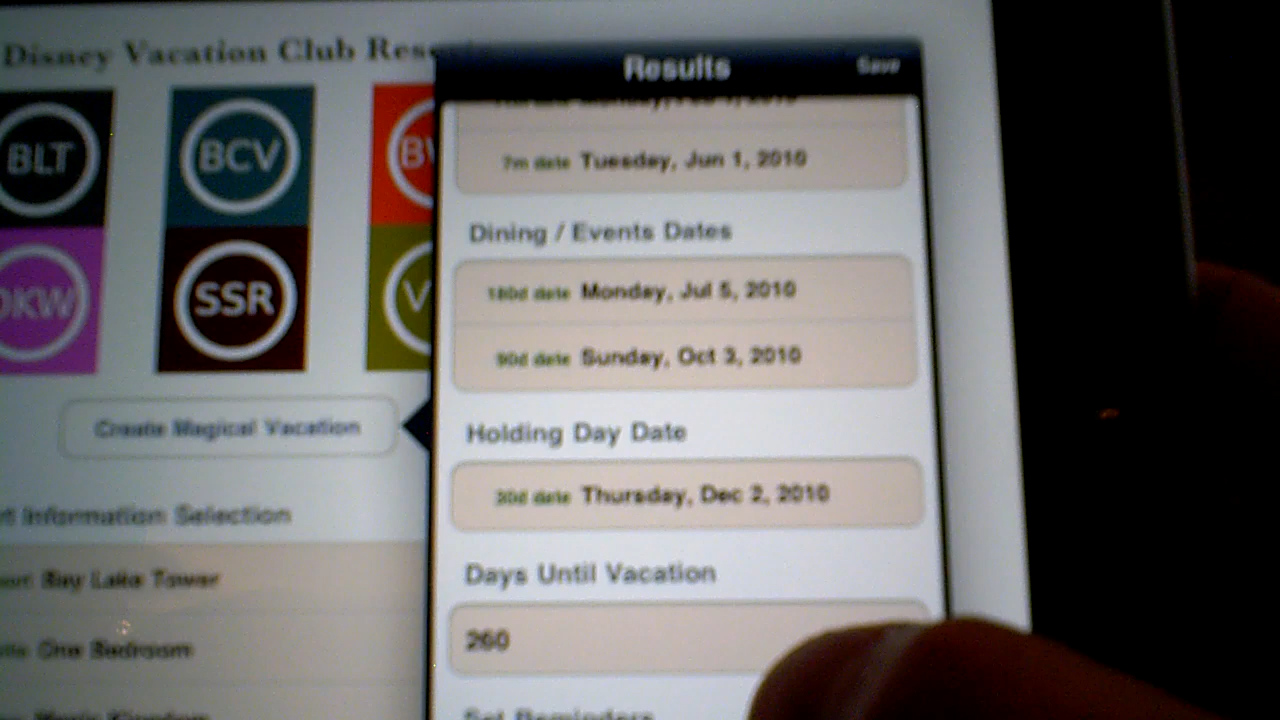 Disney Vacation Club
Results
Save
BLT
BCV
7m date Tuesday, Jun 1, 2010
Dining / Events Dates
SSR
180d date Monday, Jul 5, 2010
90d date Sunday, Oct 3, 2010
Create Magical Vacation
Holding Day Date
30d date Thursday, Dec 2, 2010
Information Selection
Days Until Vacation
Bay Lake Tower
260
One Bedroom
Set Reminders